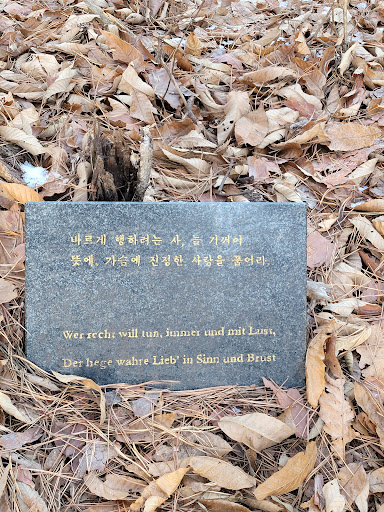 바르게 행하려는 자, 늘 기꺼이
뜻에, 가슴에 진정한 사랑을 품어라.
Wer recht will tun, immer und mit Lust,
Der hege wahre Lieb' in Sinn und Brust